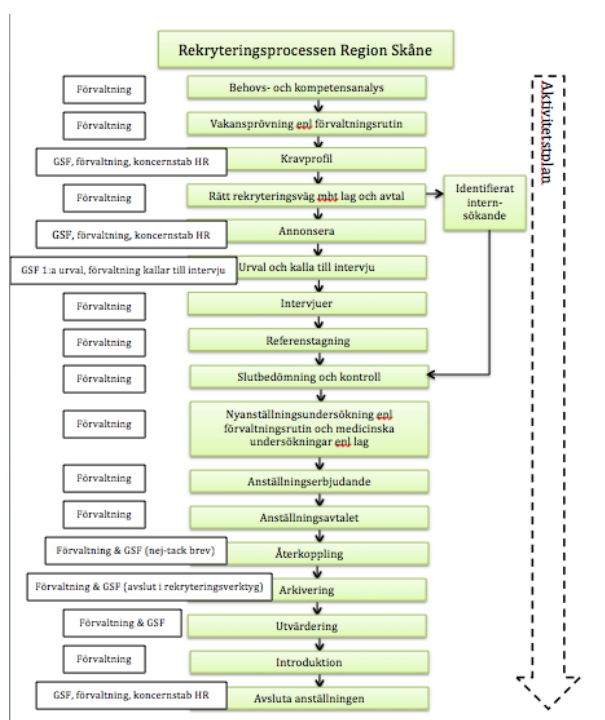 Rekryteringsprocessen Region Skåne
Förvaltning
Behovs- och kompetensanalys
Förvaltning
Vakansprövning enl förvaltningsrutin
GSF, förvaltning, koncernstab HR
Kravprofil
Förvaltning
Rätt rekryteringsväg mht lag och avtal
Identifierat
intern-
sökande
GSF, förvaltning, koncernstab HR
Annonsera
GSF 1:a urval, förvaltning kallar till intervju
Urval och kalla till intervju
Förvaltning
Intervjuer
Förvaltning
Referenstagning
Förvaltning
Slutbedömning och kontroll
Förvaltning
Nyanställningsundersökning enl
förvaltningsrutin och medicinska
undersökningar enl lag
Förvaltning
Anställningserbjudande
Förvaltning
Anställningsavtalet
Förvaltning & GSF (nej-tack brev)
Återkoppling
Förvaltning & GSF (avslut i rekryteringsverktyg)
Arkivering
Förvaltning & GSF
Utvärdering
Förvaltning
Introduktion
GSF, förvaltning, koncernstab HR
Avsluta anställningen
Aktivitetstplan